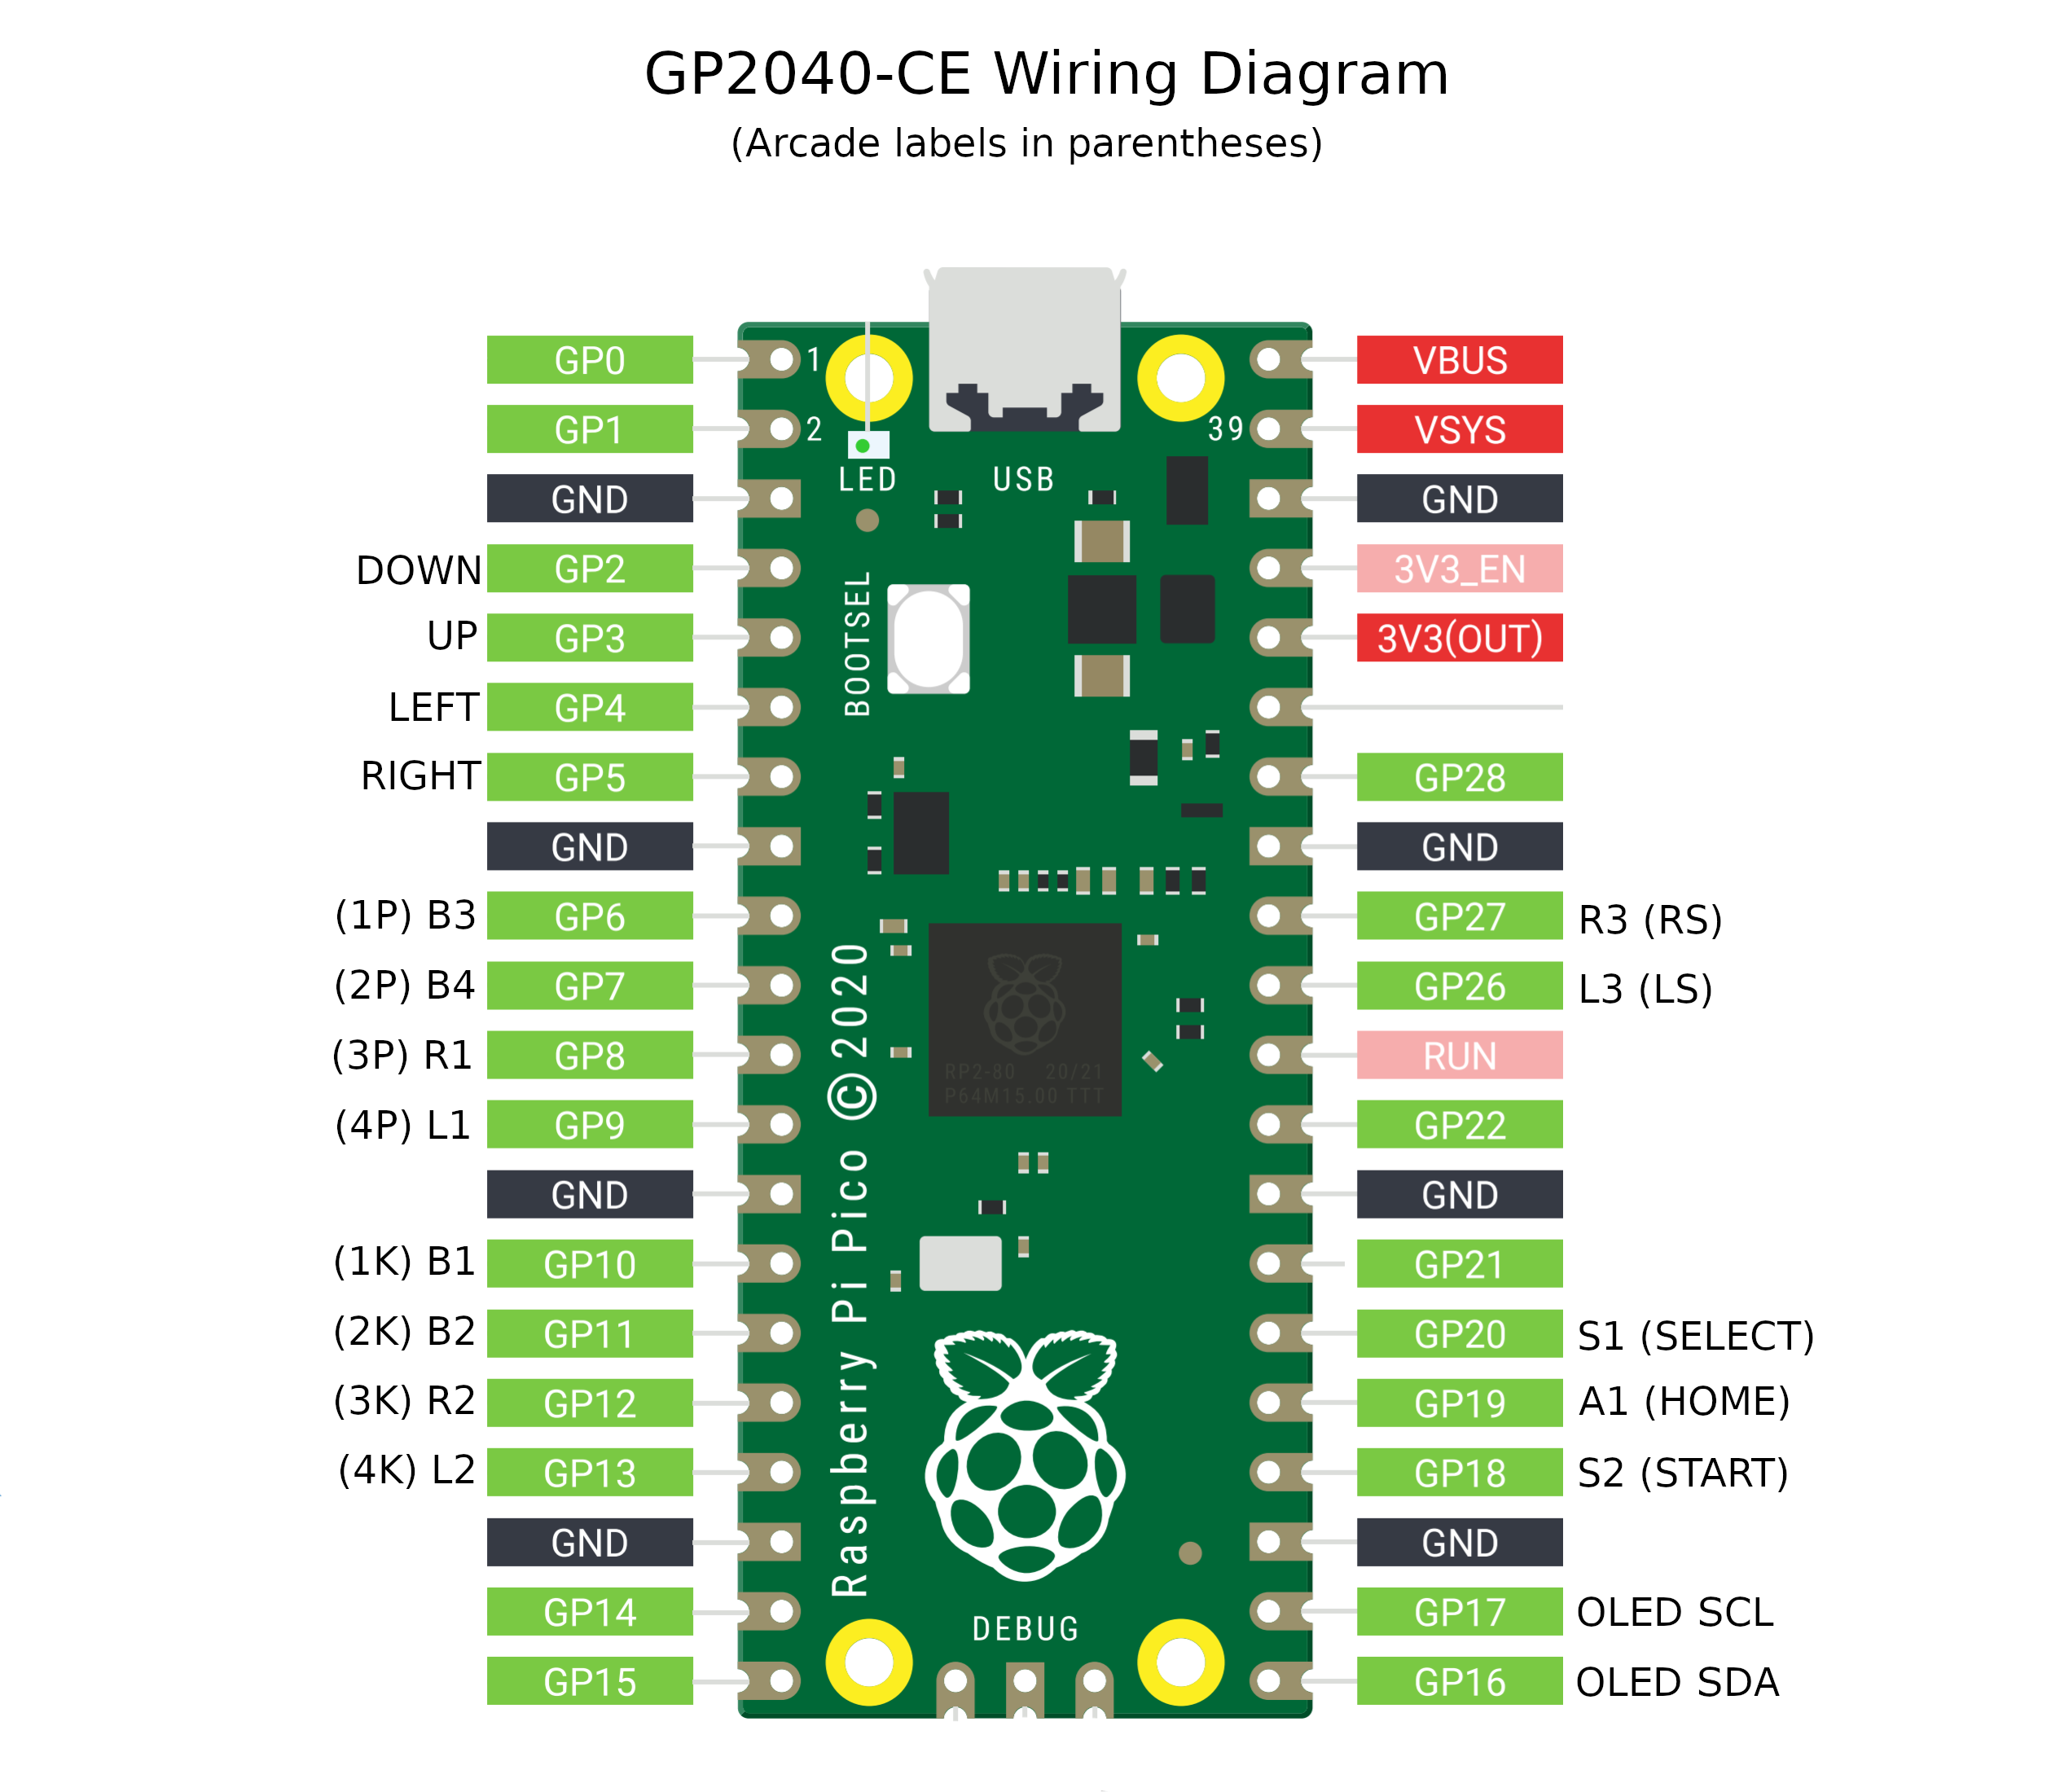 GP2040-CE Wiring Diagram
(Arcade labels in parentheses)
GP0 1 VBUS
GP1 2 39 VSYS
LED USB
GND GND
DOWN GP2 3V3_EN
UP GP3 3V3(OUT)
BOOTSEL
LEFT GP4
RIGHT GP5 GP28
GND GND
(1P) B3 GP6 GP27 R3 (RS)
(2P) B4 GP7 GP26 L3 (LS)
(3P) R1 GP8 RUN
RP2-80 20/21
P64M15.00 TTT
(4P) L1 GP9 GP22
GND GND
(1K) B1 GP10 GP21
Raspberry Pi Pico ©2020
(2K) B2 GP11 GP20 S1 (SELECT)
(3K) R2 GP12 GP19 A1 (HOME)
(4K) L2 GP13 GP18 S2 (START)
GND GND
GP14 GP17 OLED SCL
DEBUG
GP15 GP16 OLED SDA